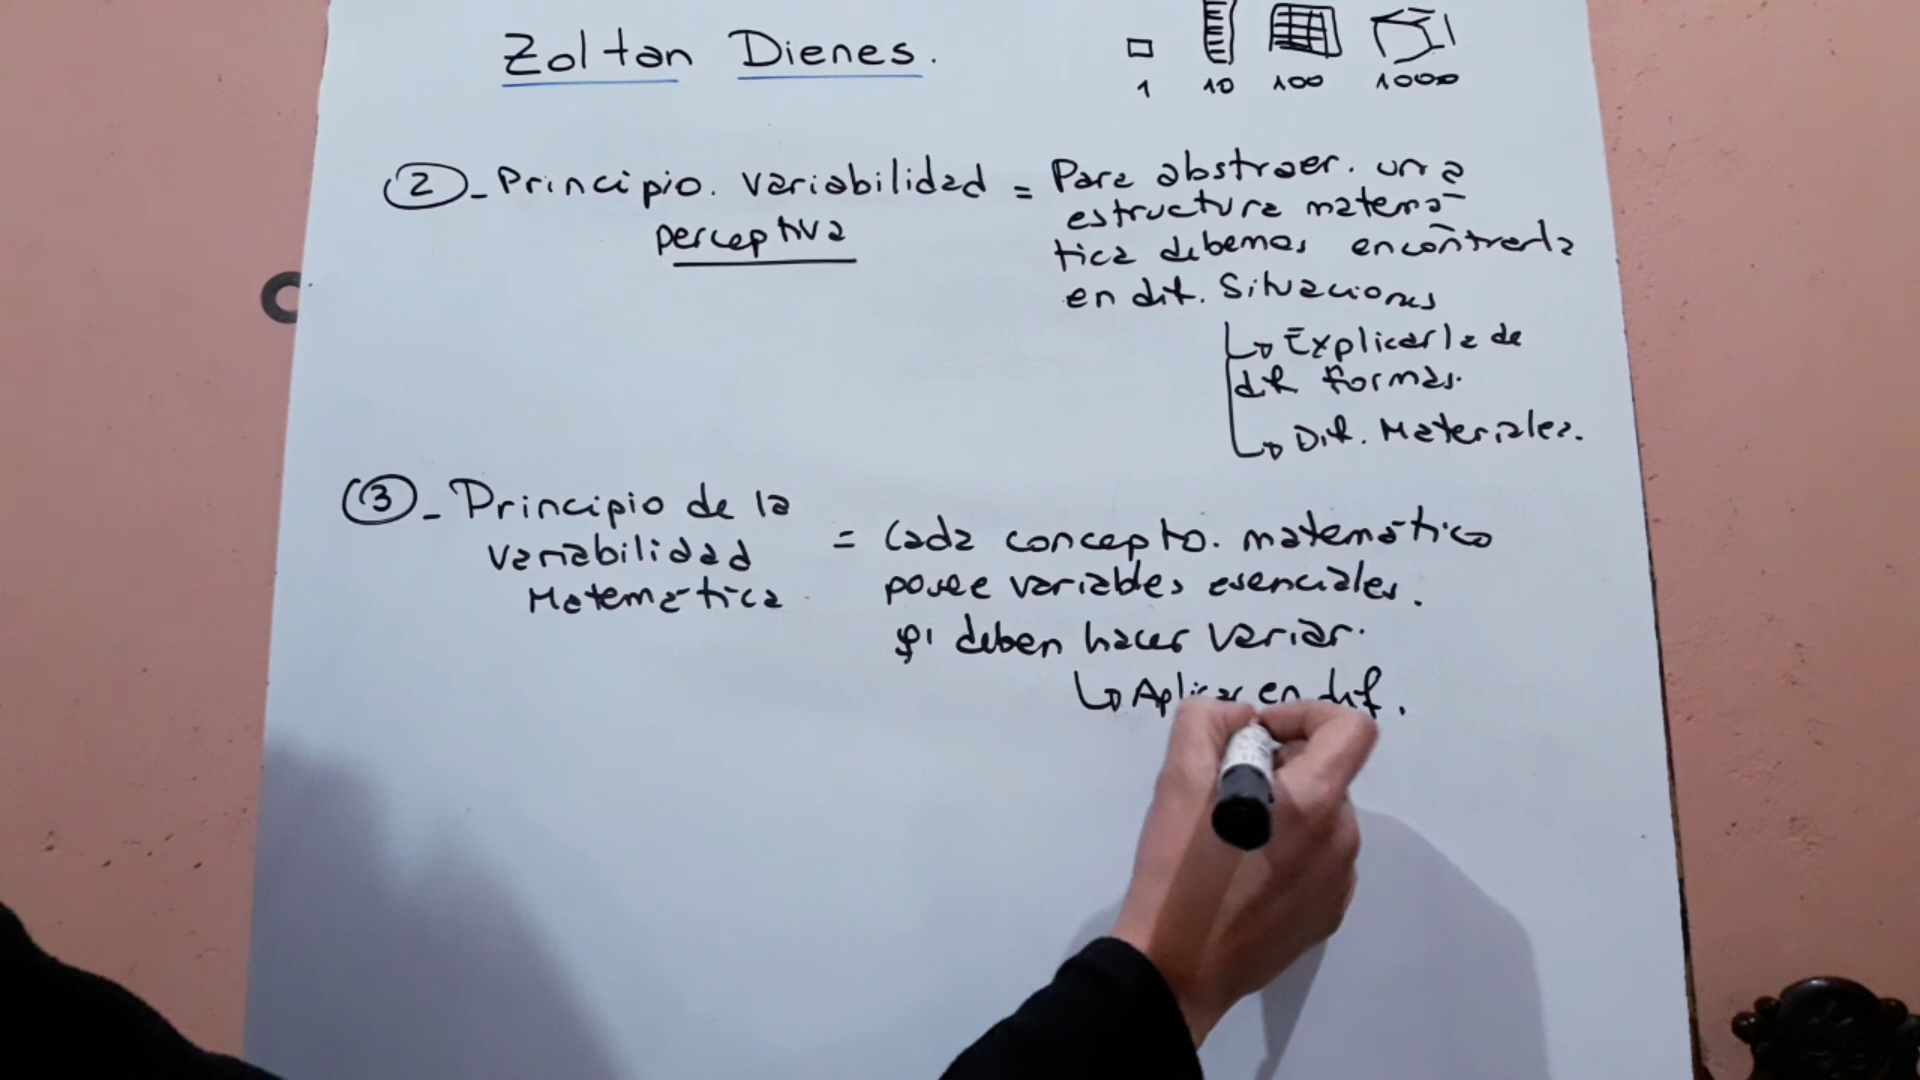 Zoltan Dienes.
1 10 100 1000
2 - Principio. variabilidad = Para abstraer. una
perceptiva
estructura matemá-
tica debemos encontrarla
en dif. Situaciones
↳ Explicarla de
dif formas.
↳ Dif. Materiales.
3 - Principio de la
variabilidad
Matemática
= Cada concepto. matemático
posee variables esenciales.
q' deben hacer variar.
↳ Aplicar en dif.